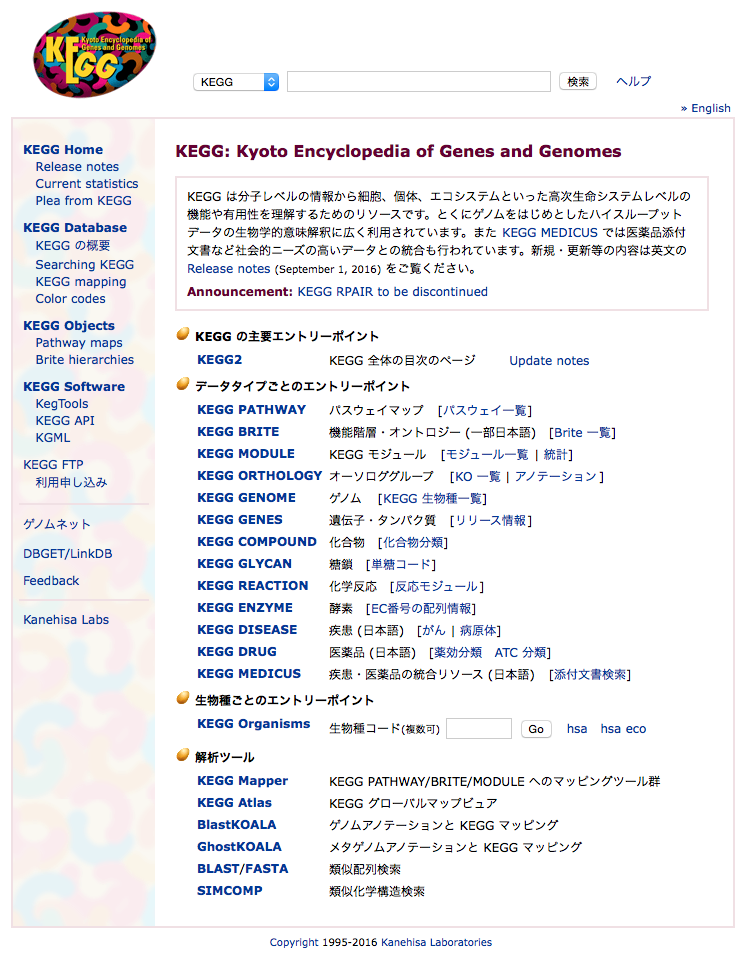 KEGG
Kyoto Encyclopedia of
Genes and Genomes
KEGG 検索 ヘルプ
» English
KEGG Home
Release notes
Current statistics
Plea from KEGG
KEGG Database
KEGG の概要
Searching KEGG
KEGG mapping
Color codes
KEGG Objects
Pathway maps
Brite hierarchies
KEGG Software
KegTools
KEGG API
KGML
KEGG FTP
利用申し込み
ゲノムネット
DBGET/LinkDB
Feedback
Kanehisa Labs
KEGG: Kyoto Encyclopedia of Genes and Genomes
KEGG は分子レベルの情報から細胞、個体、エコシステムといった高次生命システムレベルの
機能や有用性を理解するためのリソースです。とくにゲノムをはじめとしたハイスループット
データの生物学的意味解釈に広く利用されています。また KEGG MEDICUS では医薬品添付
文書など社会的ニーズの高いデータとの統合も行われています。新規・更新等の内容は英文の
Release notes (September 1, 2016) をご覧ください。
Announcement: KEGG RPAIR to be discontinued
KEGG の主要エントリーポイント
KEGG2 KEGG 全体の目次のページ Update notes
データタイプごとのエントリーポイント
KEGG PATHWAY パスウェイマップ [パスウェイ一覧]
KEGG BRITE 機能階層・オントロジー (一部日本語) [Brite 一覧]
KEGG MODULE KEGG モジュール [モジュール一覧 | 統計]
KEGG ORTHOLOGY オーソロググループ [KO 一覧 | アノテーション]
KEGG GENOME ゲノム [KEGG 生物種一覧]
KEGG GENES 遺伝子・タンパク質 [リリース情報]
KEGG COMPOUND 化合物 [化合物分類]
KEGG GLYCAN 糖鎖 [単糖コード]
KEGG REACTION 化学反応 [反応モジュール]
KEGG ENZYME 酵素 [EC番号の配列情報]
KEGG DISEASE 疾患 (日本語) [がん | 病原体]
KEGG DRUG 医薬品 (日本語) [薬効分類 ATC 分類]
KEGG MEDICUS 疾患・医薬品の統合リソース (日本語) [添付文書検索]
生物種ごとのエントリーポイント
KEGG Organisms 生物種コード(複数可) Go hsa hsa eco
解析ツール
KEGG Mapper KEGG PATHWAY/BRITE/MODULE へのマッピングツール群
KEGG Atlas KEGG グローバルマップビュア
BlastKOALA ゲノムアノテーションと KEGG マッピング
GhostKOALA メタゲノムアノテーションと KEGG マッピング
BLAST/FASTA 類似配列検索
SIMCOMP 類似化学構造検索
Copyright 1995-2016 Kanehisa Laboratories